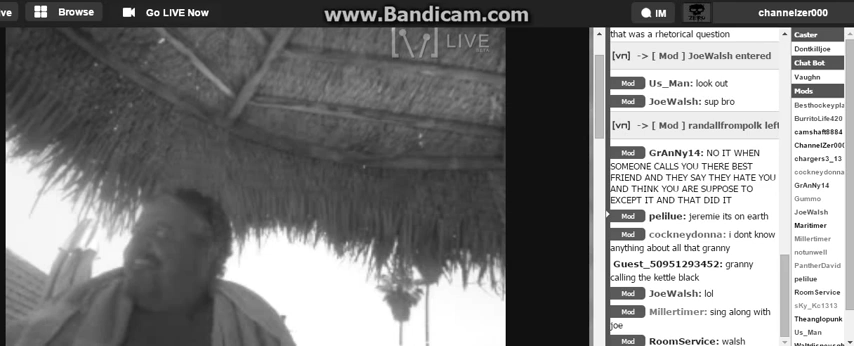 ve Browse Go LIVE Now www.Bandicam.com IM channelzer000
LIVE
BETA
that was a rhetorical question
[vn] -> [ Mod ] JoeWalsh entered
Mod Us_Man: look out
Mod JoeWalsh: sup bro
[vn] -> [ Mod ] randallfrompolk left
Mod GrAnNy14: NO IT WHEN
SOMEONE CALLS YOU THERE BEST
FRIEND AND THEY SAY THEY HATE YOU
AND THINK YOU ARE SUPPOSE TO
EXCEPT IT AND THAT DID IT
Mod pelilue: jeremie its on earth
Mod cockneydonna: i dont know
anything about all that granny
Guest_50951293452: granny
calling the kettle black
Mod JoeWalsh: lol
Mod Millertimer: sing along with
joe
Mod RoomService: walsh
Caster
Dontkilljoe
Chat Bot
Vaughn
Mods
Besthockeypla
BurritoLife420
camshaft8884
ChannelZer000
chargers3_13
cockneydonna
GrAnNy14
Gummo
JoeWalsh
Maritimer
Millertimer
notunwell
PantherDavid
pelilue
RoomService
sKy_Kc1313
Theanglopunk
Us_Man